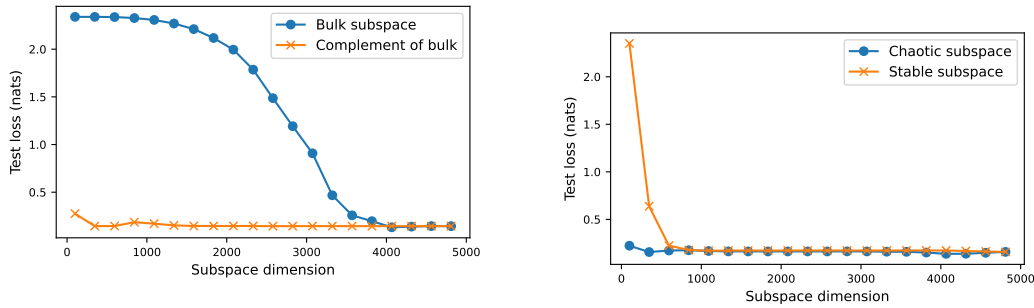 Bulk subspace
Complement of bulk
2.0
1.5
1.0
0.5
Test loss (nats)
0 1000 2000 3000 4000 5000
Subspace dimension
Chaotic subspace
Stable subspace
2.0
1.5
1.0
0.5
Test loss (nats)
0 1000 2000 3000 4000 5000
Subspace dimension